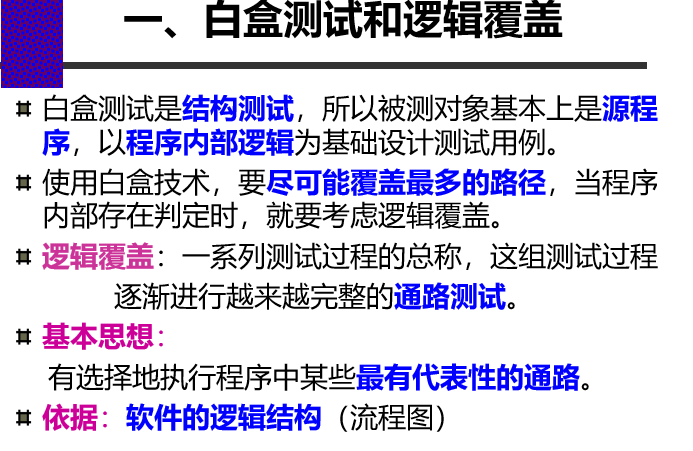 一、白盒测试和逻辑覆盖
白盒测试是结构测试，所以被测对象基本上是源程
序，以程序内部逻辑为基础设计测试用例。
使用白盒技术，要尽可能覆盖最多的路径，当程序
内部存在判定时，就要考虑逻辑覆盖。
逻辑覆盖：一系列测试过程的总称，这组测试过程
逐渐进行越来越完整的通路测试。
基本思想：
有选择地执行程序中某些最有代表性的通路。
依据：软件的逻辑结构（流程图）